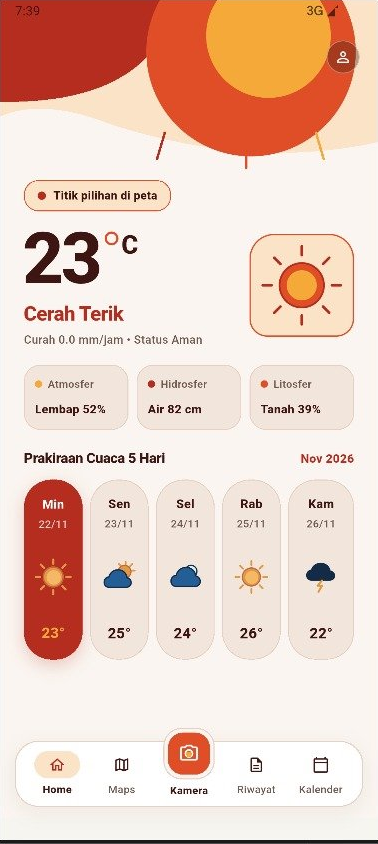 7:39 3G
Titik pilihan di peta
23°C
Cerah Terik
Curah 0.0 mm/jam • Status Aman
Atmosfer
Lembap 52%
Hidrosfer
Air 82 cm
Litosfer
Tanah 39%
Prakiraan Cuaca 5 Hari
Nov 2026
Min
22/11
23°
Sen
23/11
25°
Sel
24/11
24°
Rab
25/11
26°
Kam
26/11
22°
Home
Maps
Kamera
Riwayat
Kalender